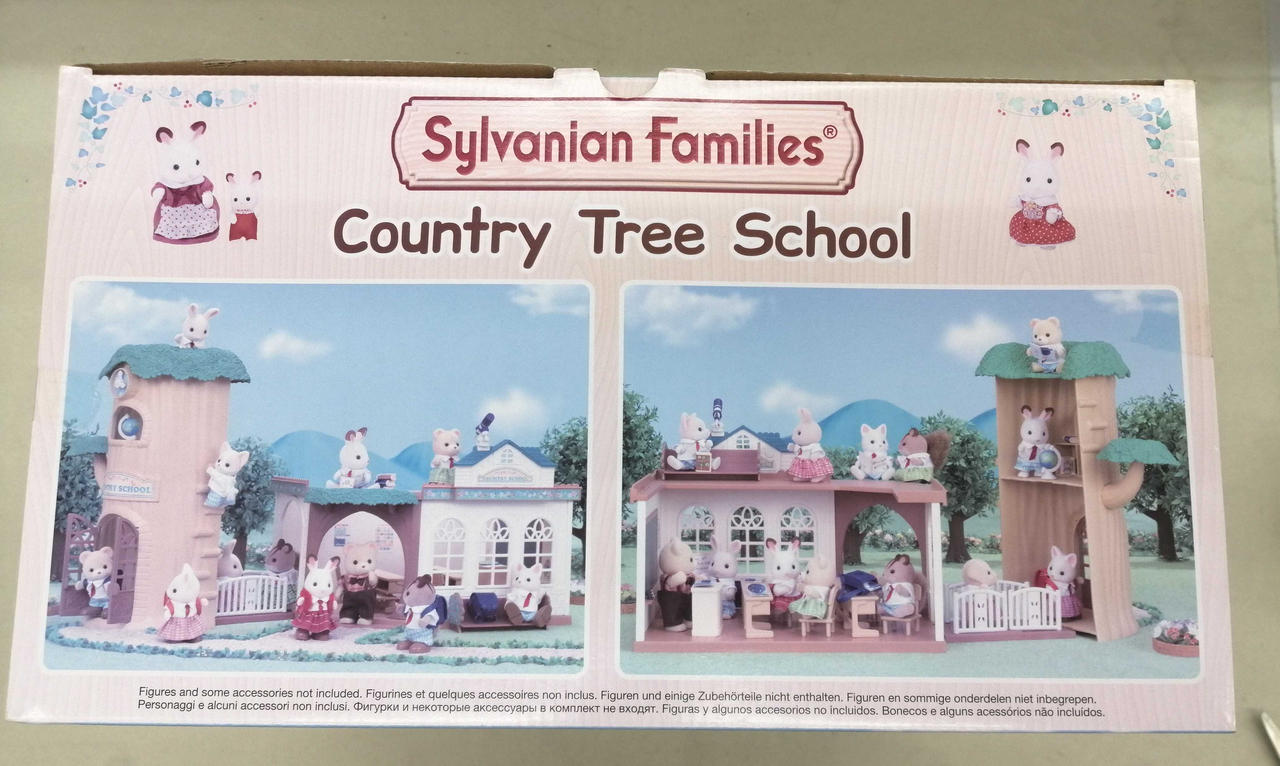 Sylvanian Families®
Country Tree School
COUNTRY SCHOOL
Figures and some accessories not included. Figurines et quelques accessoires non inclus. Figuren und einige Zubehörteile nicht enthalten. Figuren en sommige onderdelen niet inbegrepen.
Personaggi e alcuni accessori non inclusi. Фигурки и некоторые аксессуары в комплект не входят. Figuras y algunos accesorios no incluidos. Bonecos e alguns acessórios não incluídos.